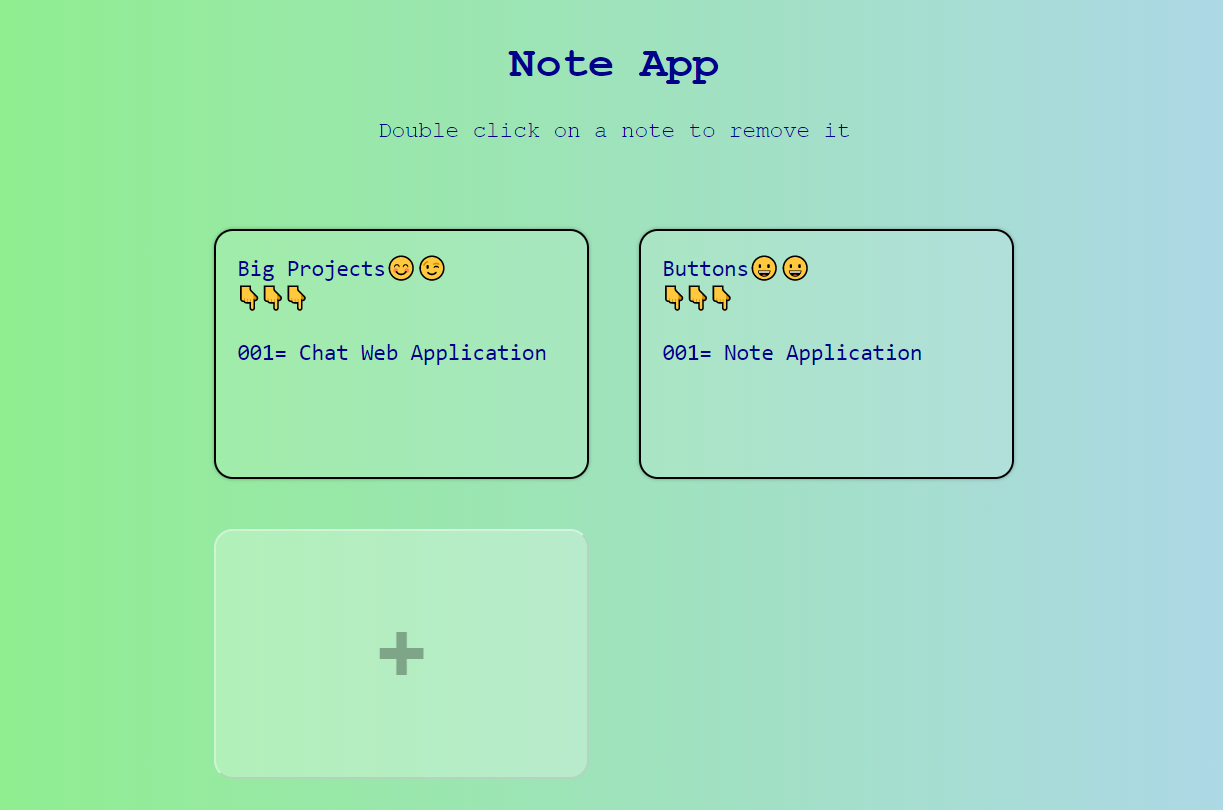 Note App
Double click on a note to remove it
Big Projects😊😉
👇👇👇
001= Chat Web Application
Buttons😀😀
👇👇👇
001= Note Application
+